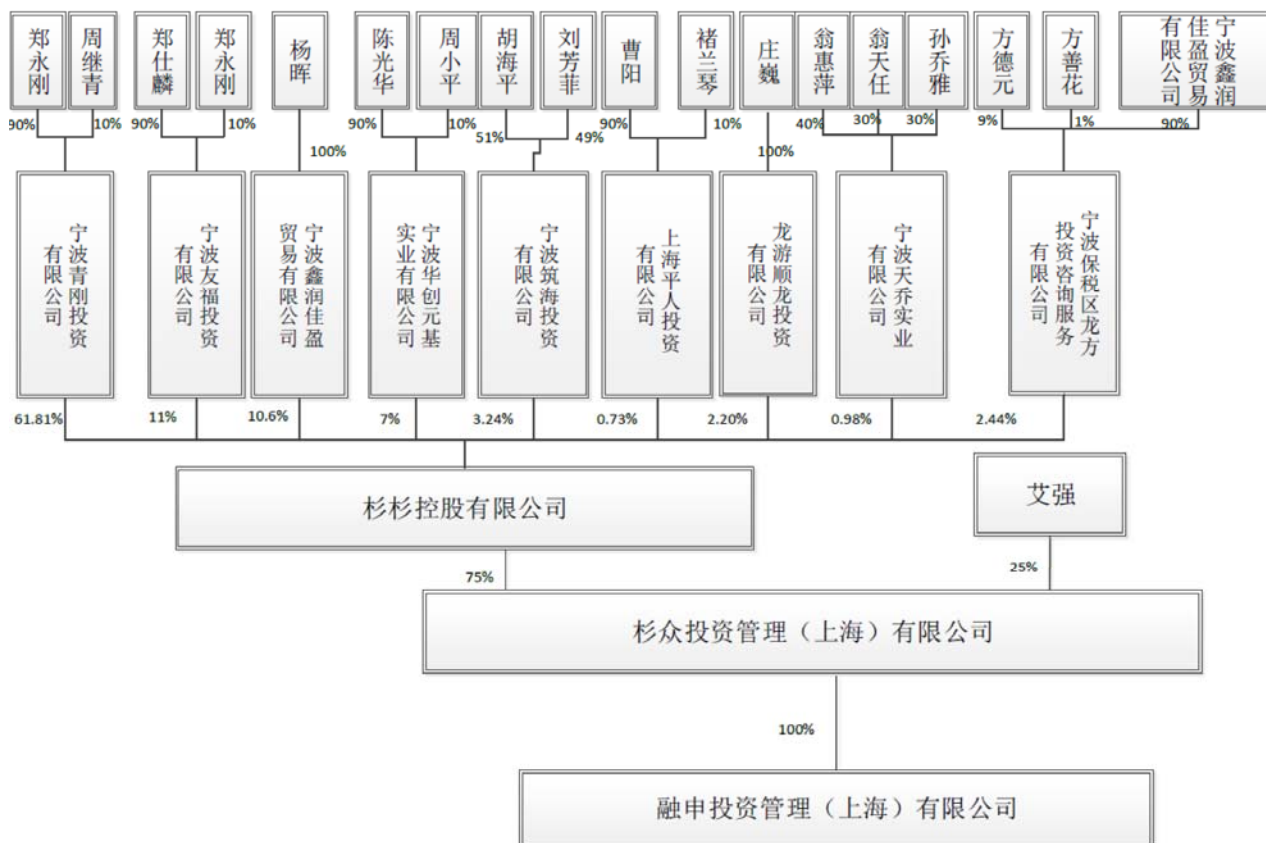 郑永刚
周继青
郑仕麟
郑永刚
杨晖
陈光华
周小平
胡海平
刘芳菲
曹阳
褚兰琴
庄巍
翁惠萍
翁天任
孙乔雅
方德元
方善花
宁波鑫润
佳盈贸易
有限公司
90%
10%
90%
10%
100%
90%
10%
51%
49%
90%
10%
100%
40%
30%
30%
9%
1%
90%
宁波青刚投资
有限公司
宁波友福投资
有限公司
宁波鑫润佳盈
贸易有限公司
宁波华创元基
实业有限公司
宁波筑海投资
有限公司
上海平人投资
有限公司
龙游顺龙投资
有限公司
宁波天乔实业
有限公司
宁波保税区龙方
投资咨询服务
有限公司
61.81%
11%
10.6%
7%
3.24%
0.73%
2.20%
0.98%
2.44%
杉杉控股有限公司
艾强
75%
25%
杉众投资管理（上海）有限公司
100%
融申投资管理（上海）有限公司